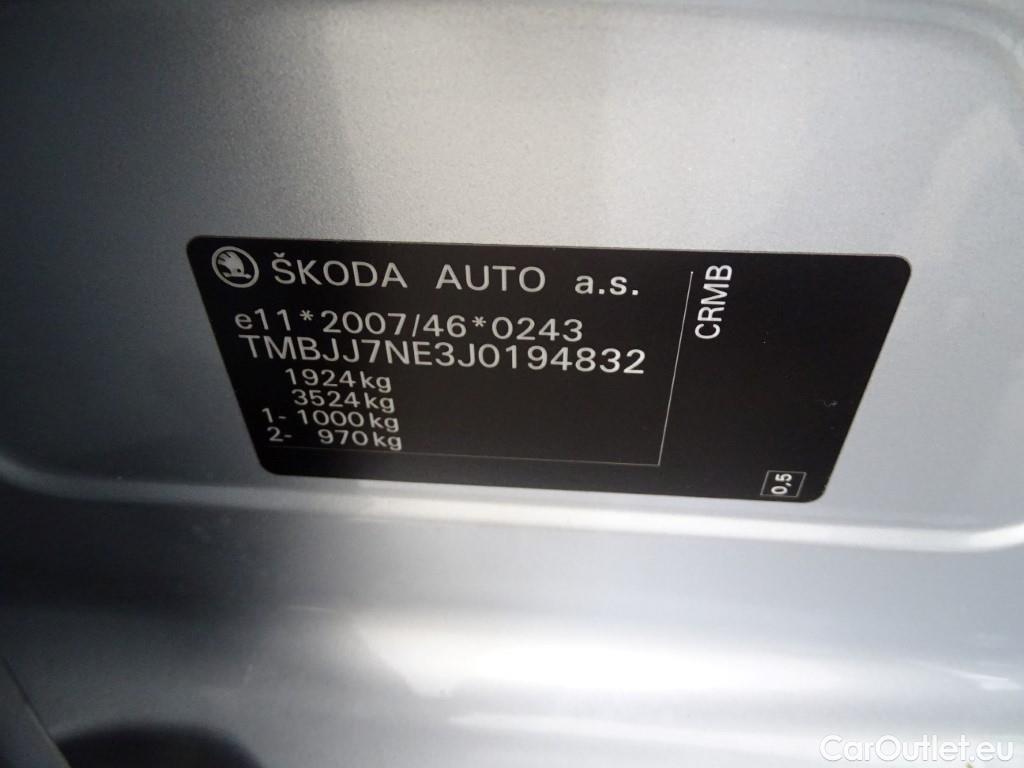 ŠKODA AUTO a.s.
e11*2007/46*0243
TMBJJ7NE3J0194832
1924kg
3524kg
1- 1000kg
2- 970kg
CRMB
0,5
CarOutlet.eu